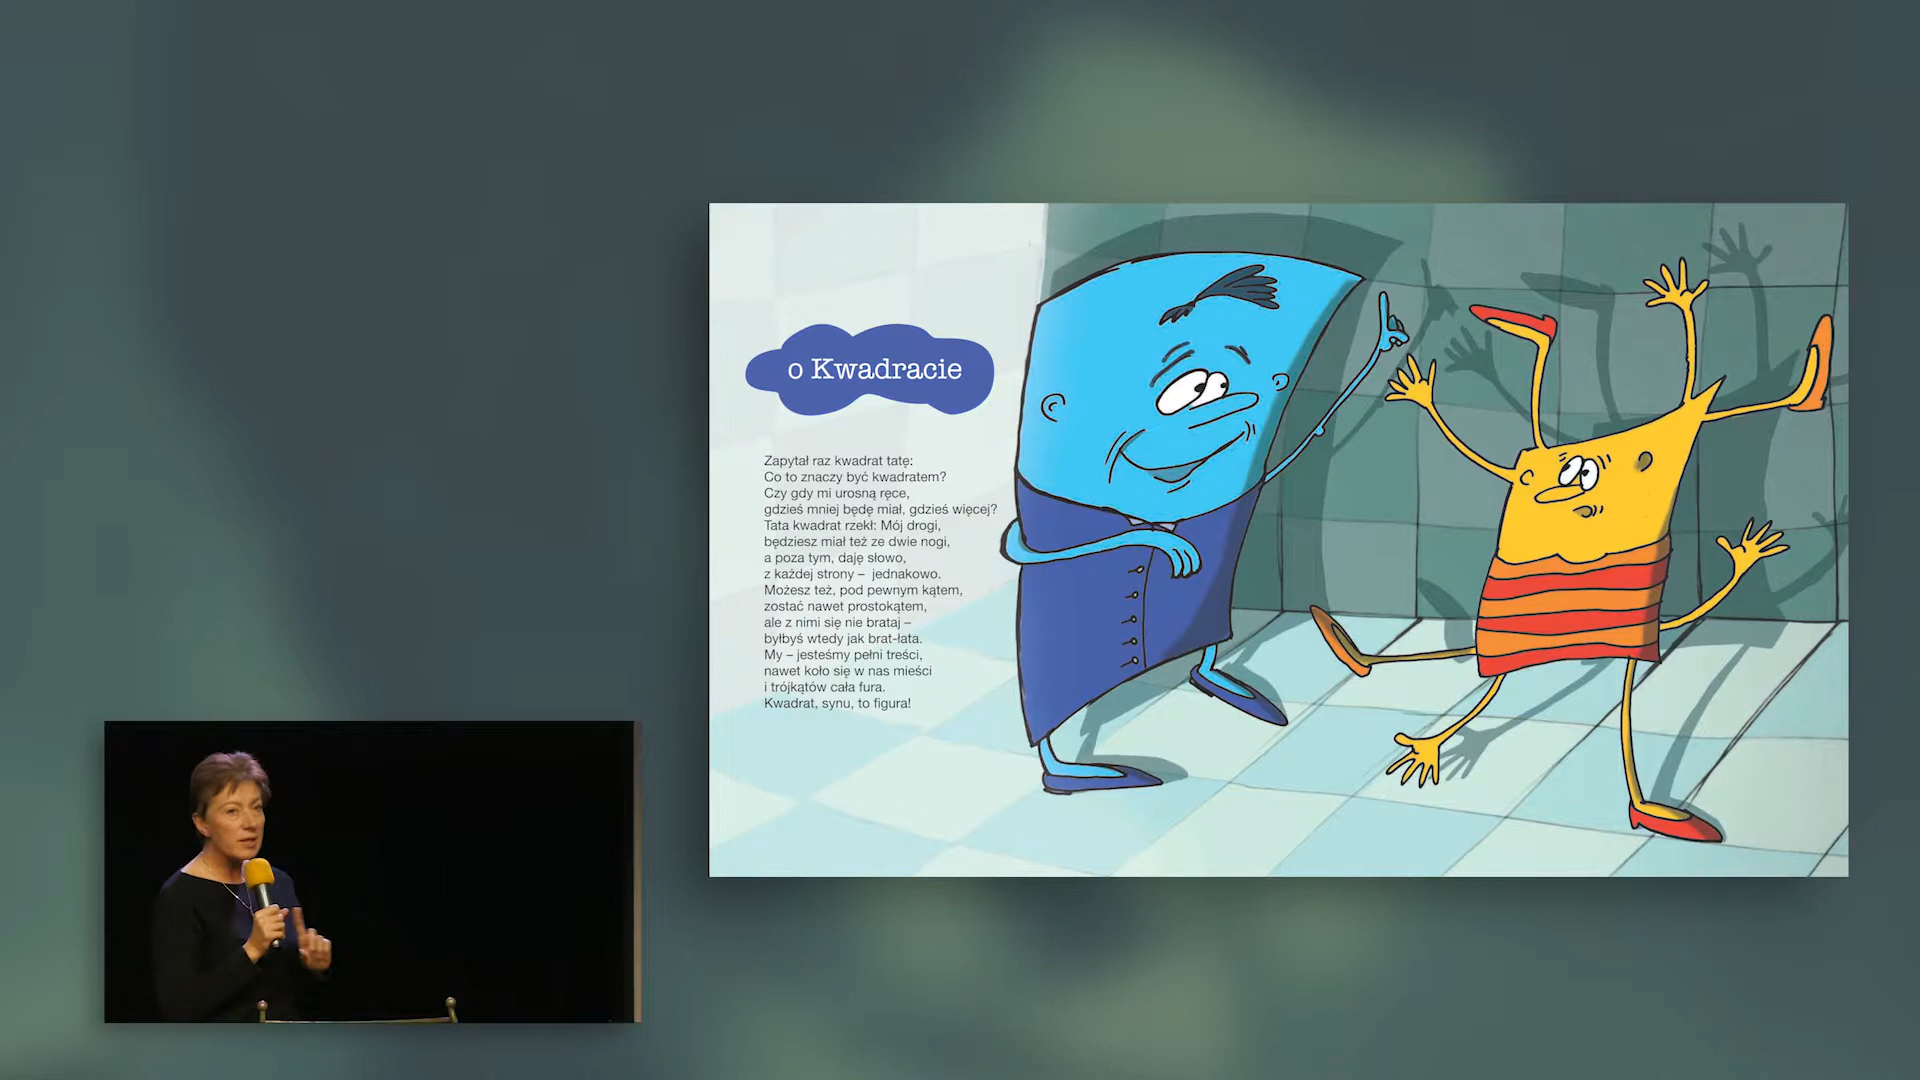 o Kwadracie
Zapytał raz kwadrat tatę:
Co to znaczy być kwadratem?
Czy gdy mi urosną ręce,
gdzieś mniej będę miał, gdzieś więcej?
Tata kwadrat rzekł: Mój drogi,
będziesz miał też ze dwie nogi,
a poza tym, daję słowo,
z każdej strony – jednakowo.
Możesz też, pod pewnym kątem,
zostać nawet prostokątem,
ale z nimi się nie brataj –
byłbyś wtedy jak brat-łata.
My – jesteśmy pełni treści,
nawet koło się w nas mieści
i trójkątów cała fura.
Kwadrat, synu, to figura!